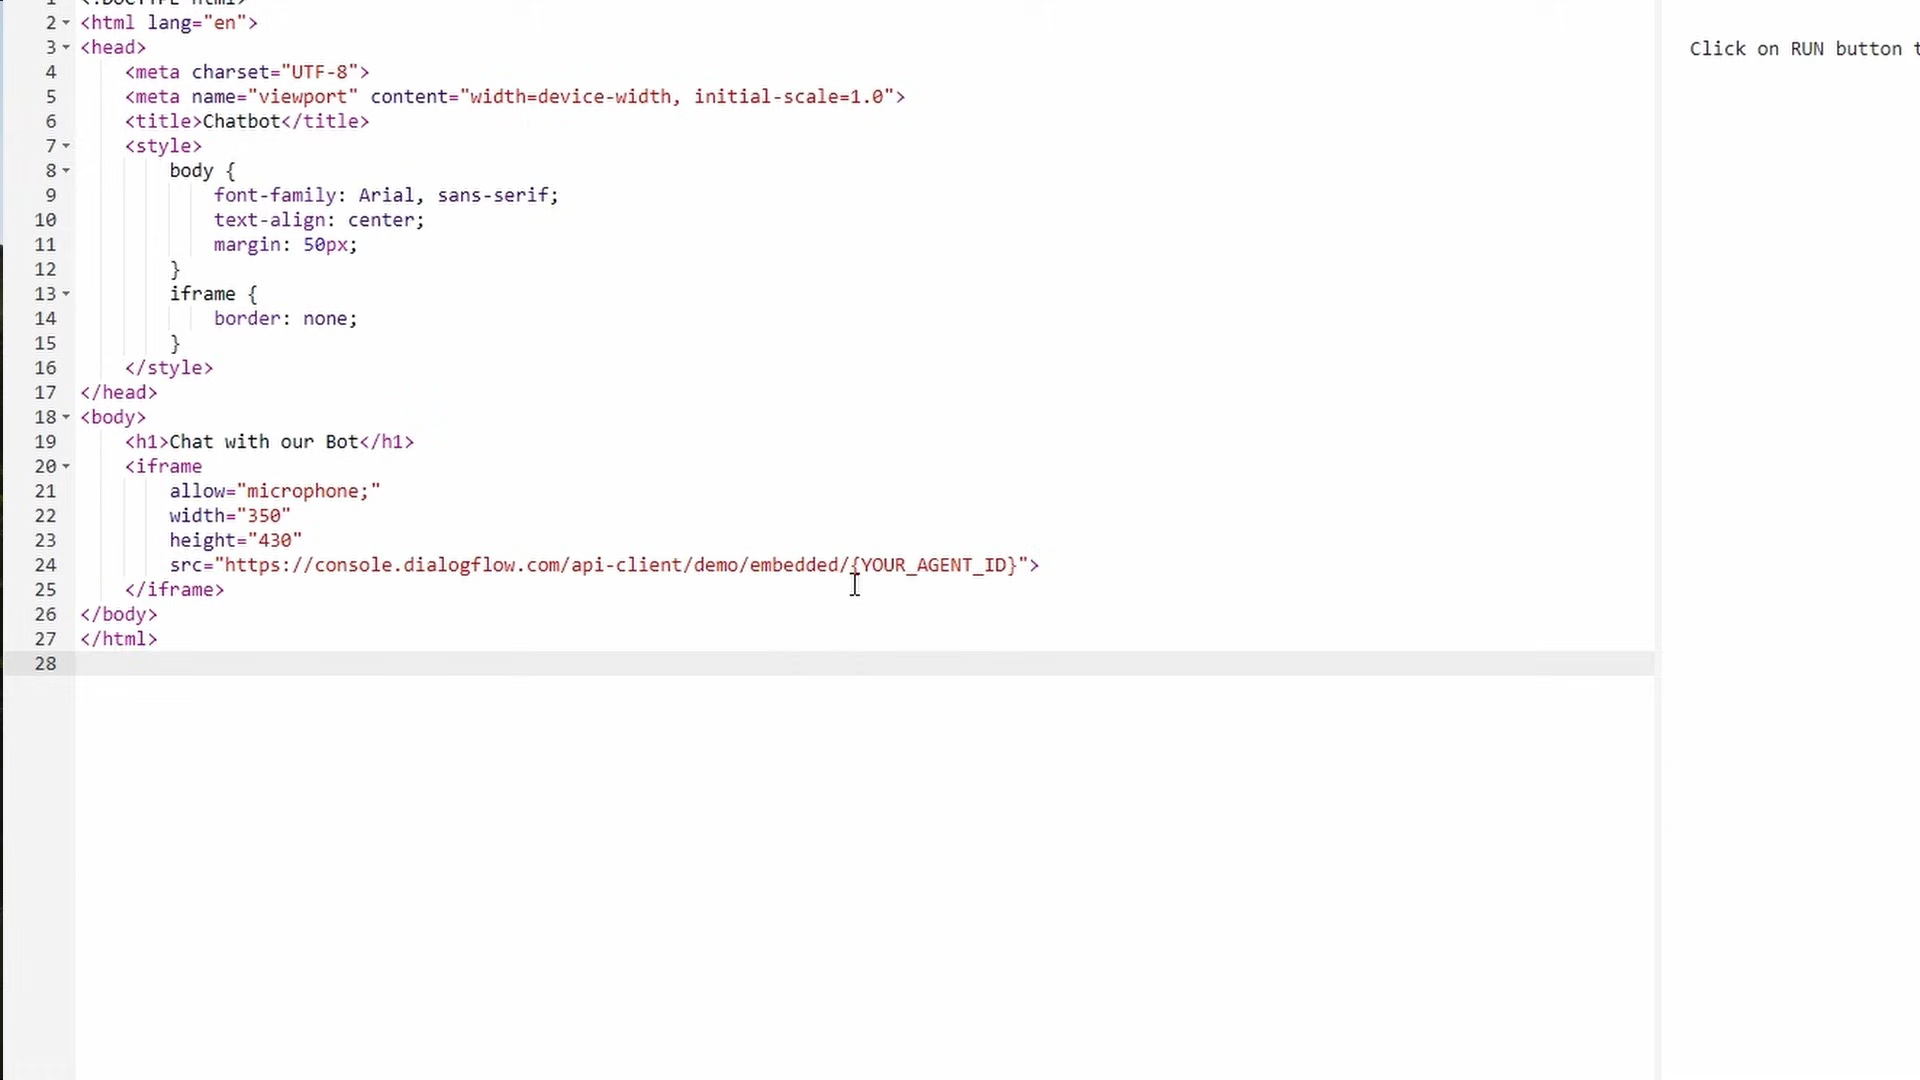 1 <!DOCTYPE html>
Click on RUN button t
2 <html lang="en">
3 <head>
4 <meta charset="UTF-8">
5 <meta name="viewport" content="width=device-width, initial-scale=1.0">
6 <title>Chatbot</title>
7 <style>
8 body {
9 font-family: Arial, sans-serif;
10 text-align: center;
11 margin: 50px;
12 }
13 iframe {
14 border: none;
15 }
16 </style>
17 </head>
18 <body>
19 <h1>Chat with our Bot</h1>
20 <iframe
21 allow="microphone;"
22 width="350"
23 height="430"
24 src="https://console.dialogflow.com/api-client/demo/embedded/{YOUR_AGENT_ID}">
25 </iframe>
26 </body>
27 </html>
28